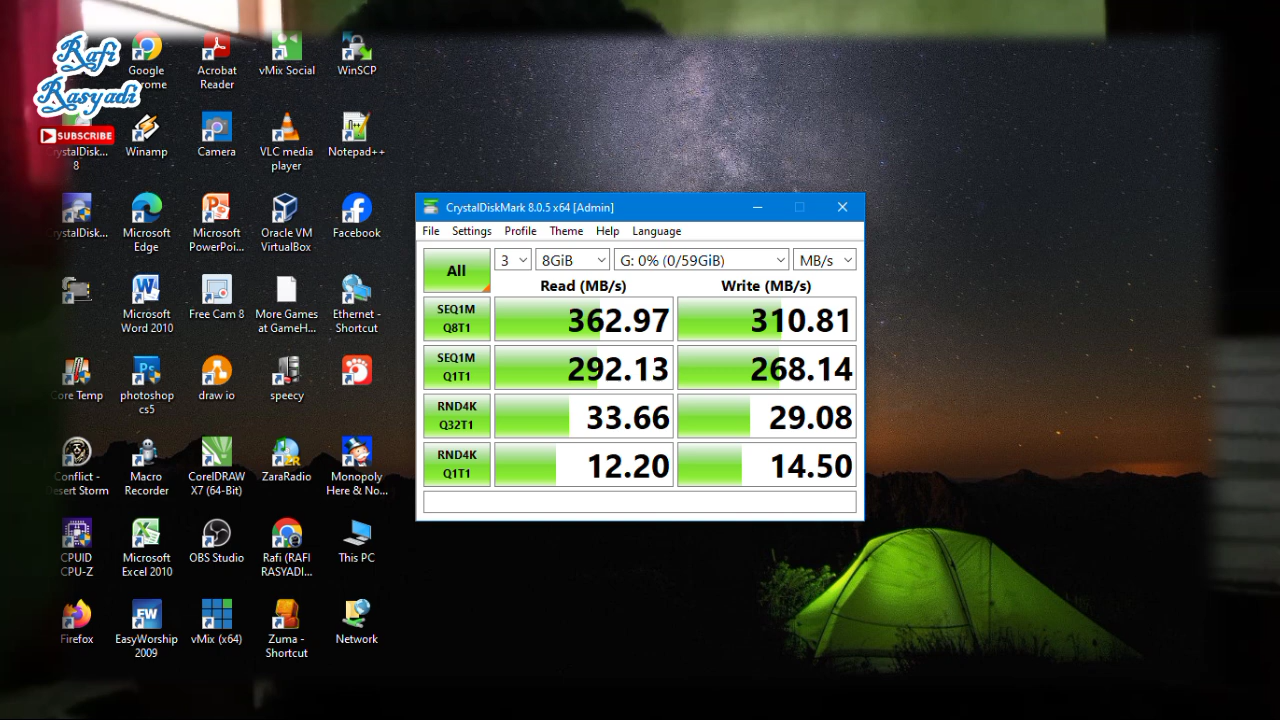 Rafi
Rasyadi
SUBSCRIBE
Google
Acrobat
Reader
vMix Social
WinSCP
8
Winamp
Camera
VLC media
player
Notepad++
Microsoft
Edge
Microsoft
PowerPoi...
Oracle VM
VirtualBox
Facebook
Microsoft
Word 2010
Free Cam 8
More Games
at GameH...
Ethernet -
Shortcut
Core Temp
photoshop
cs5
draw io
speecy
Conflict -
Desert Storm
Macro
Recorder
CorelDRAW
X7 (64-Bit)
ZaraRadio
Monopoly
Here & No...
CPUID
CPU-Z
Microsoft
Excel 2010
OBS Studio
Rafi (RAFI
RASYADI...
This PC
Firefox
EasyWorship
2009
vMix (x64)
Zuma -
Shortcut
Network
CrystalDiskMark 8.0.5 x64 [Admin]
File Settings Profile Theme Help Language
All 3 8GiB G: 0% (0/59GiB) MB/s
Read (MB/s) Write (MB/s)
SEQ1M
Q8T1
362.97 310.81
SEQ1M
Q1T1
292.13 268.14
RND4K
Q32T1
33.66 29.08
RND4K
Q1T1
12.20 14.50